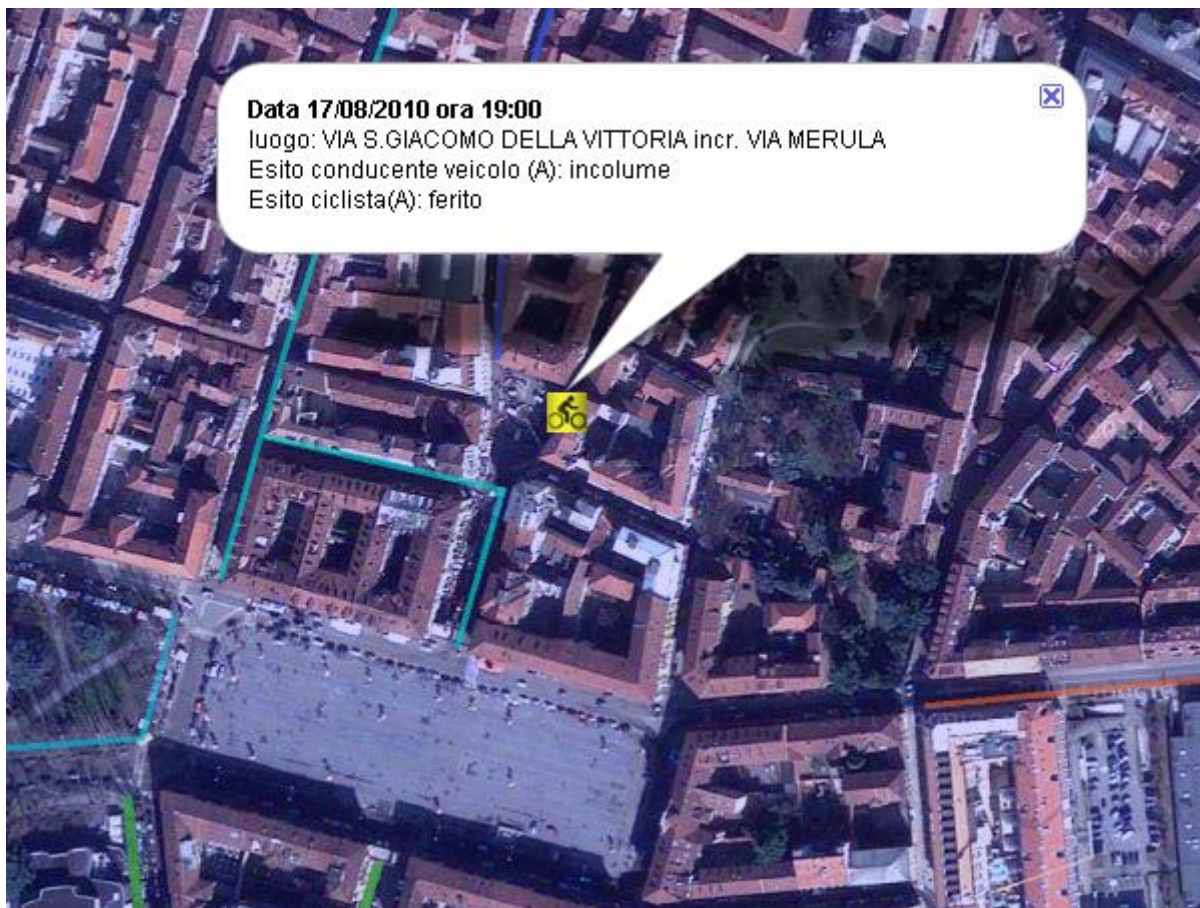 Data 17/08/2010 ora 19:00
luogo: VIA S.GIACOMO DELLA VITTORIA incr. VIA MERULA
Esito conducente veicolo (A): incolume
Esito ciclista(A): ferito